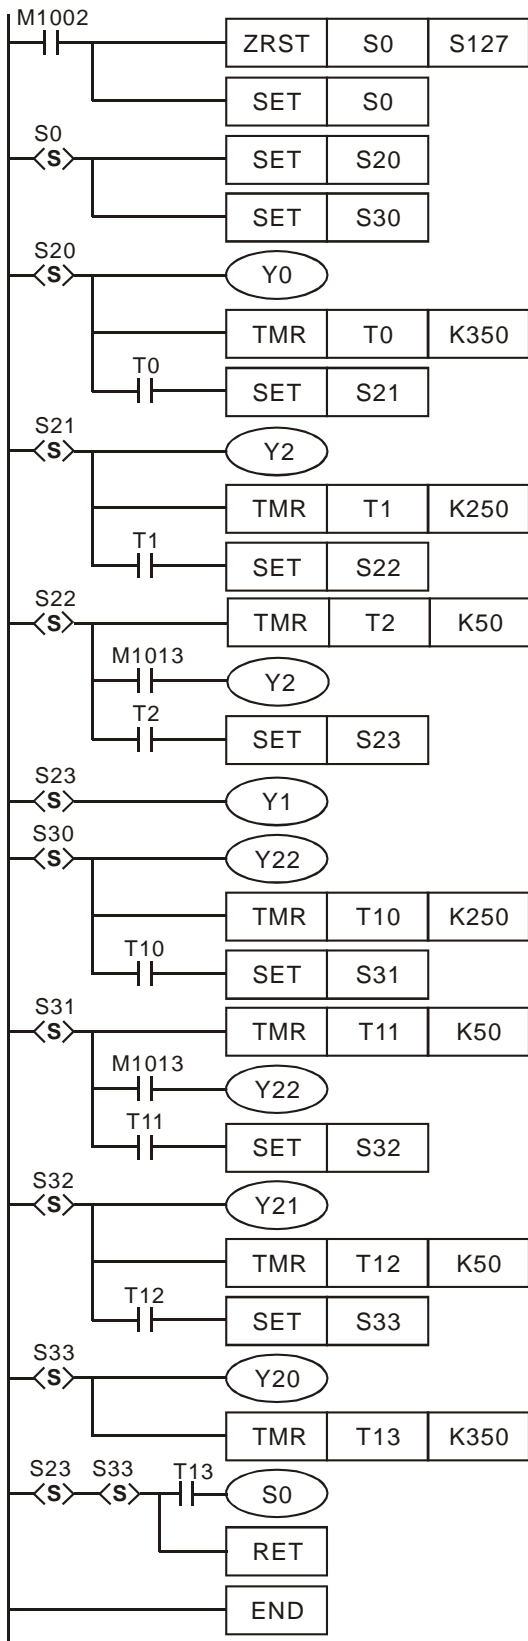 M1002
ZRST S0 S127
SET S0
S0
S SET S20
SET S30
S20
S Y0
TMR T0 K350
T0
SET S21
S21
S Y2
TMR T1 K250
T1
SET S22
S22
S TMR T2 K50
M1013
Y2
T2
SET S23
S23
S Y1
S30
S Y22
TMR T10 K250
T10
SET S31
S31
S TMR T11 K50
M1013
Y22
T11
SET S32
S32
S Y21
TMR T12 K50
T12
SET S33
S33
S Y20
TMR T13 K350
S23 S33 T13
S S S0
RET
END